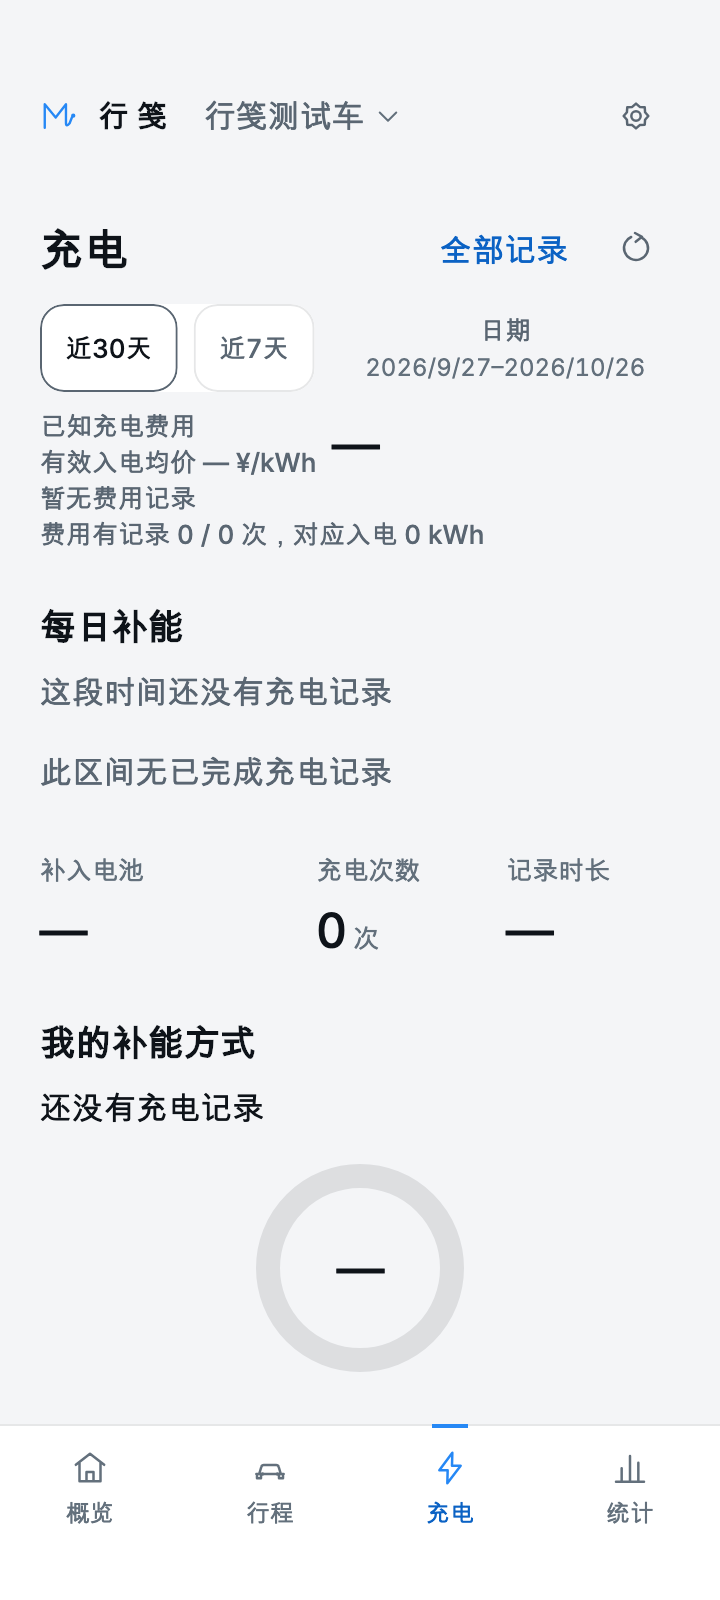 行笺 行笺测试车
充电 全部记录
近30天 近7天 日期
2026/9/27–2026/10/26
已知充电费用
有效入电均价 — ¥/kWh —
暂无费用记录
费用有记录 0 / 0 次，对应入电 0 kWh
每日补能
这段时间还没有充电记录
此区间无已完成充电记录
补入电池 充电次数 记录时长
— 0 次 —
我的补能方式
还没有充电记录
—
概览 行程 充电 统计